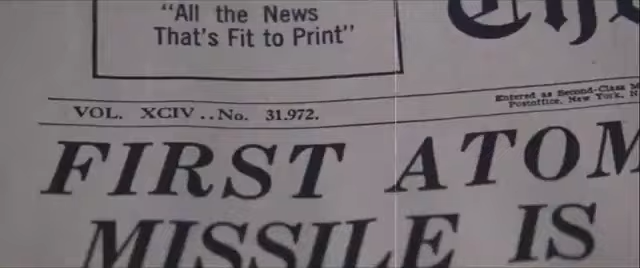 "All the News
That's Fit to Print"
VOL. XCIV.. No. 31.972.
Entered as Second-Class
Postoffice, New York,
FIRST
MISSILE IS